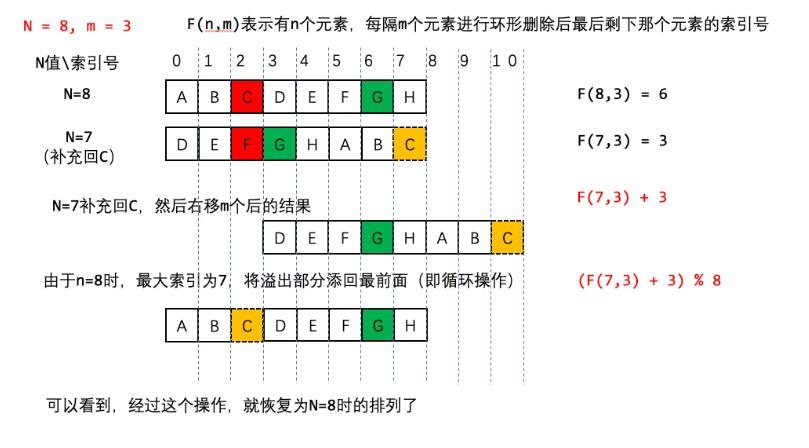 N = 8, m = 3
F(n,m)表示有n个元素，每隔m个元素进行环形删除后最后剩下那个元素的索引号
N值\索引号 0 1 2 3 4 5 6 7 8 9 10
N=8 A B C D E F G H F(8,3) = 6
N=7 D E F G H A B C F(7,3) = 3
(补充回C)
F(7,3) + 3
N=7补充回C，然后右移m个后的结果
D E F G H A B C
由于n=8时，最大索引为7，将溢出部分添回最前面（即循环操作） (F(7,3) + 3) % 8
A B C D E F G H
可以看到，经过这个操作，就恢复为N=8时的排列了